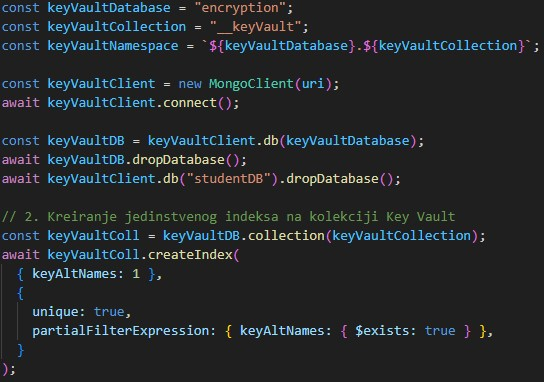 const keyVaultDatabase = "encryption";
const keyVaultCollection = "__keyVault";
const keyVaultNamespace = `${keyVaultDatabase}.${keyVaultCollection}`;

const keyVaultClient = new MongoClient(uri);
await keyVaultClient.connect();

const keyVaultDB = keyVaultClient.db(keyVaultDatabase);
await keyVaultDB.dropDatabase();
await keyVaultClient.db("studentDB").dropDatabase();

// 2. Kreiranje jedinstvenog indeksa na kolekciji Key Vault
const keyVaultColl = keyVaultDB.collection(keyVaultCollection);
await keyVaultColl.createIndex(
  { keyAltNames: 1 },
  {
    unique: true,
    partialFilterExpression: { keyAltNames: { $exists: true } },
  }
);